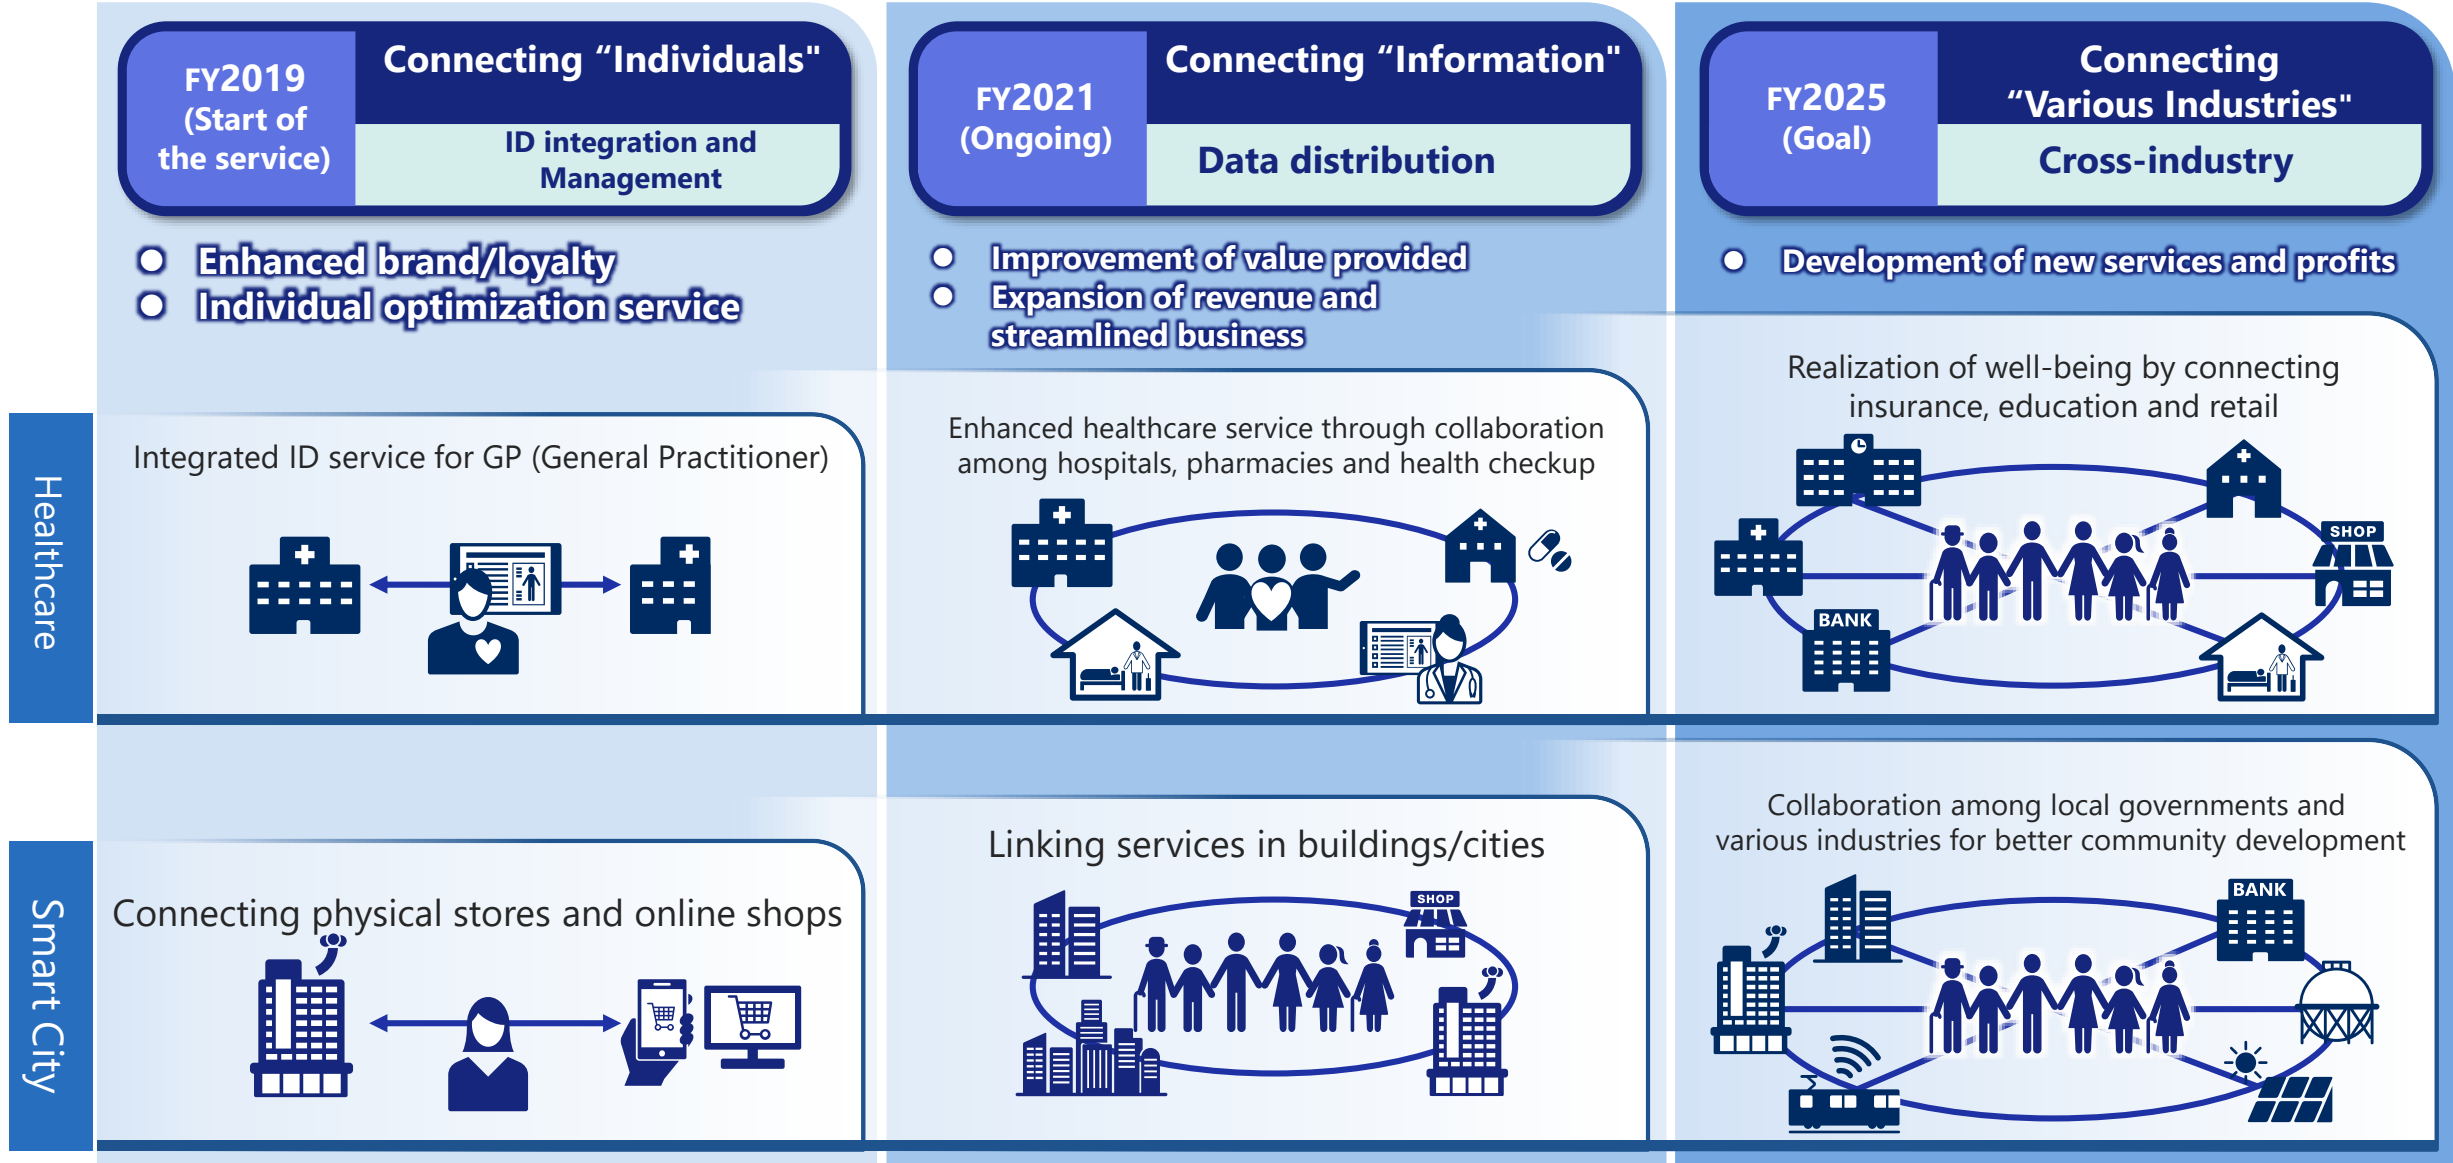 FY2019
(Start of
the service)
Connecting “Individuals"
ID integration and
Management
FY2021
(Ongoing)
Connecting “Information"
Data distribution
FY2025
(Goal)
Connecting
“Various Industries"
Cross-industry
● Enhanced brand/loyalty
● Individual optimization service
● Improvement of value provided
● Expansion of revenue and
streamlined business
● Development of new services and profits
Healthcare
Integrated ID service for GP (General Practitioner)
Enhanced healthcare service through collaboration
among hospitals, pharmacies and health checkup
Realization of well-being by connecting
insurance, education and retail
SHOP
BANK
Smart City
Connecting physical stores and online shops
Linking services in buildings/cities
SHOP
Collaboration among local governments and
various industries for better community development
BANK